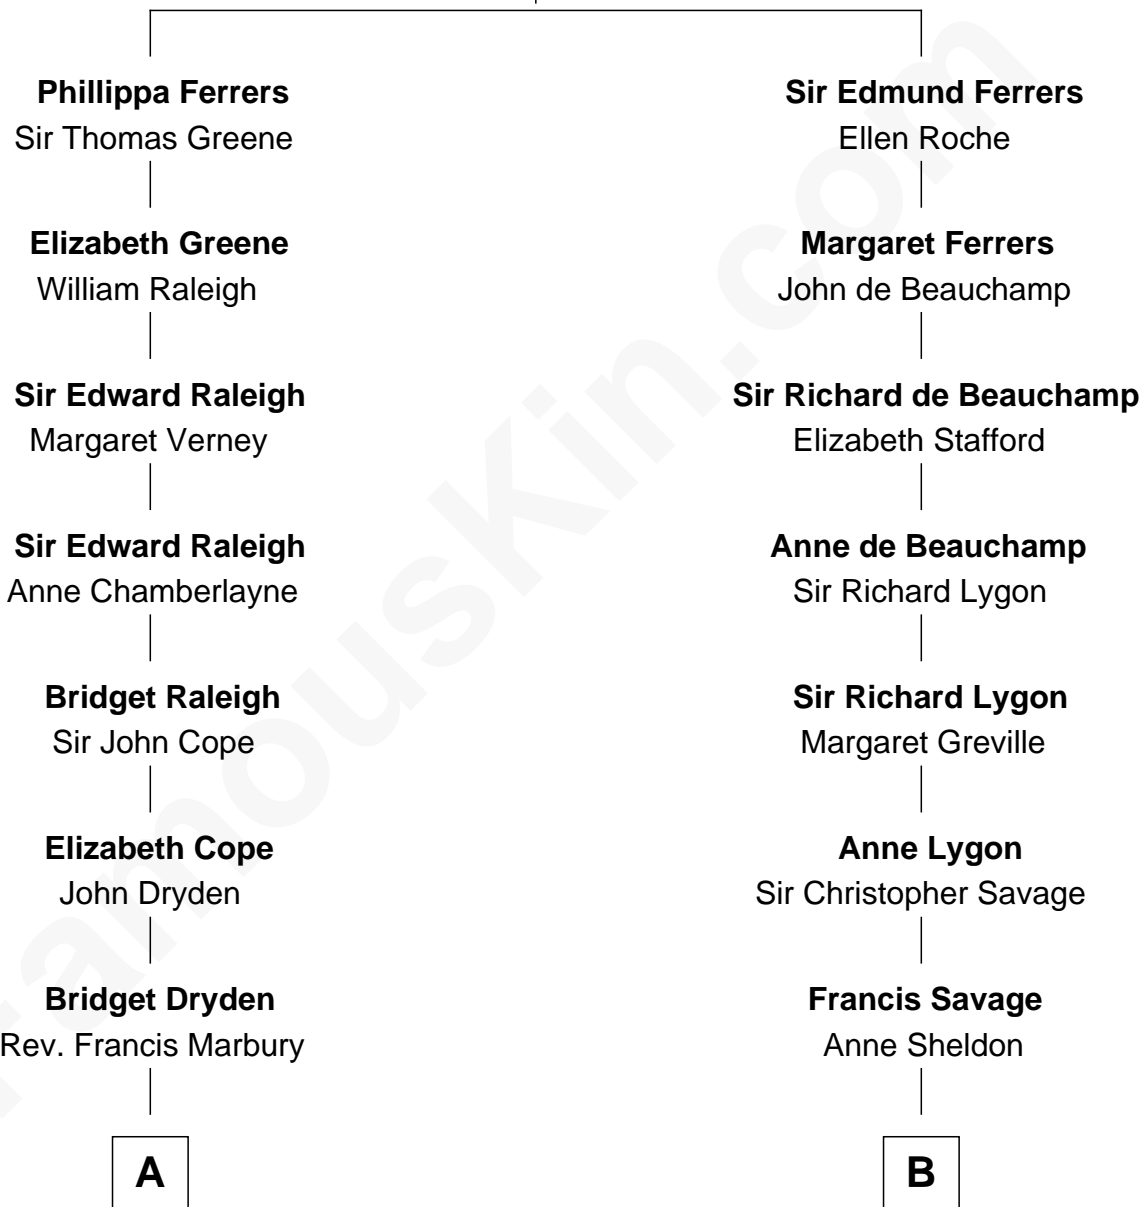 Phillippa Ferrers
Sir Thomas Greene
Elizabeth Greene
William Raleigh
Sir Edward Raleigh
Margaret Verney
Sir Edward Raleigh
Anne Chamberlayne
Bridget Raleigh
Sir John Cope
Elizabeth Cope
John Dryden
Bridget Dryden
Rev. Francis Marbury
A
Sir Edmund Ferrers
Ellen Roche
Margaret Ferrers
John de Beauchamp
Sir Richard de Beauchamp
Elizabeth Stafford
Anne de Beauchamp
Sir Richard Lygon
Sir Richard Lygon
Margaret Greville
Anne Lygon
Sir Christopher Savage
Francis Savage
Anne Sheldon
B
FamousKin.com